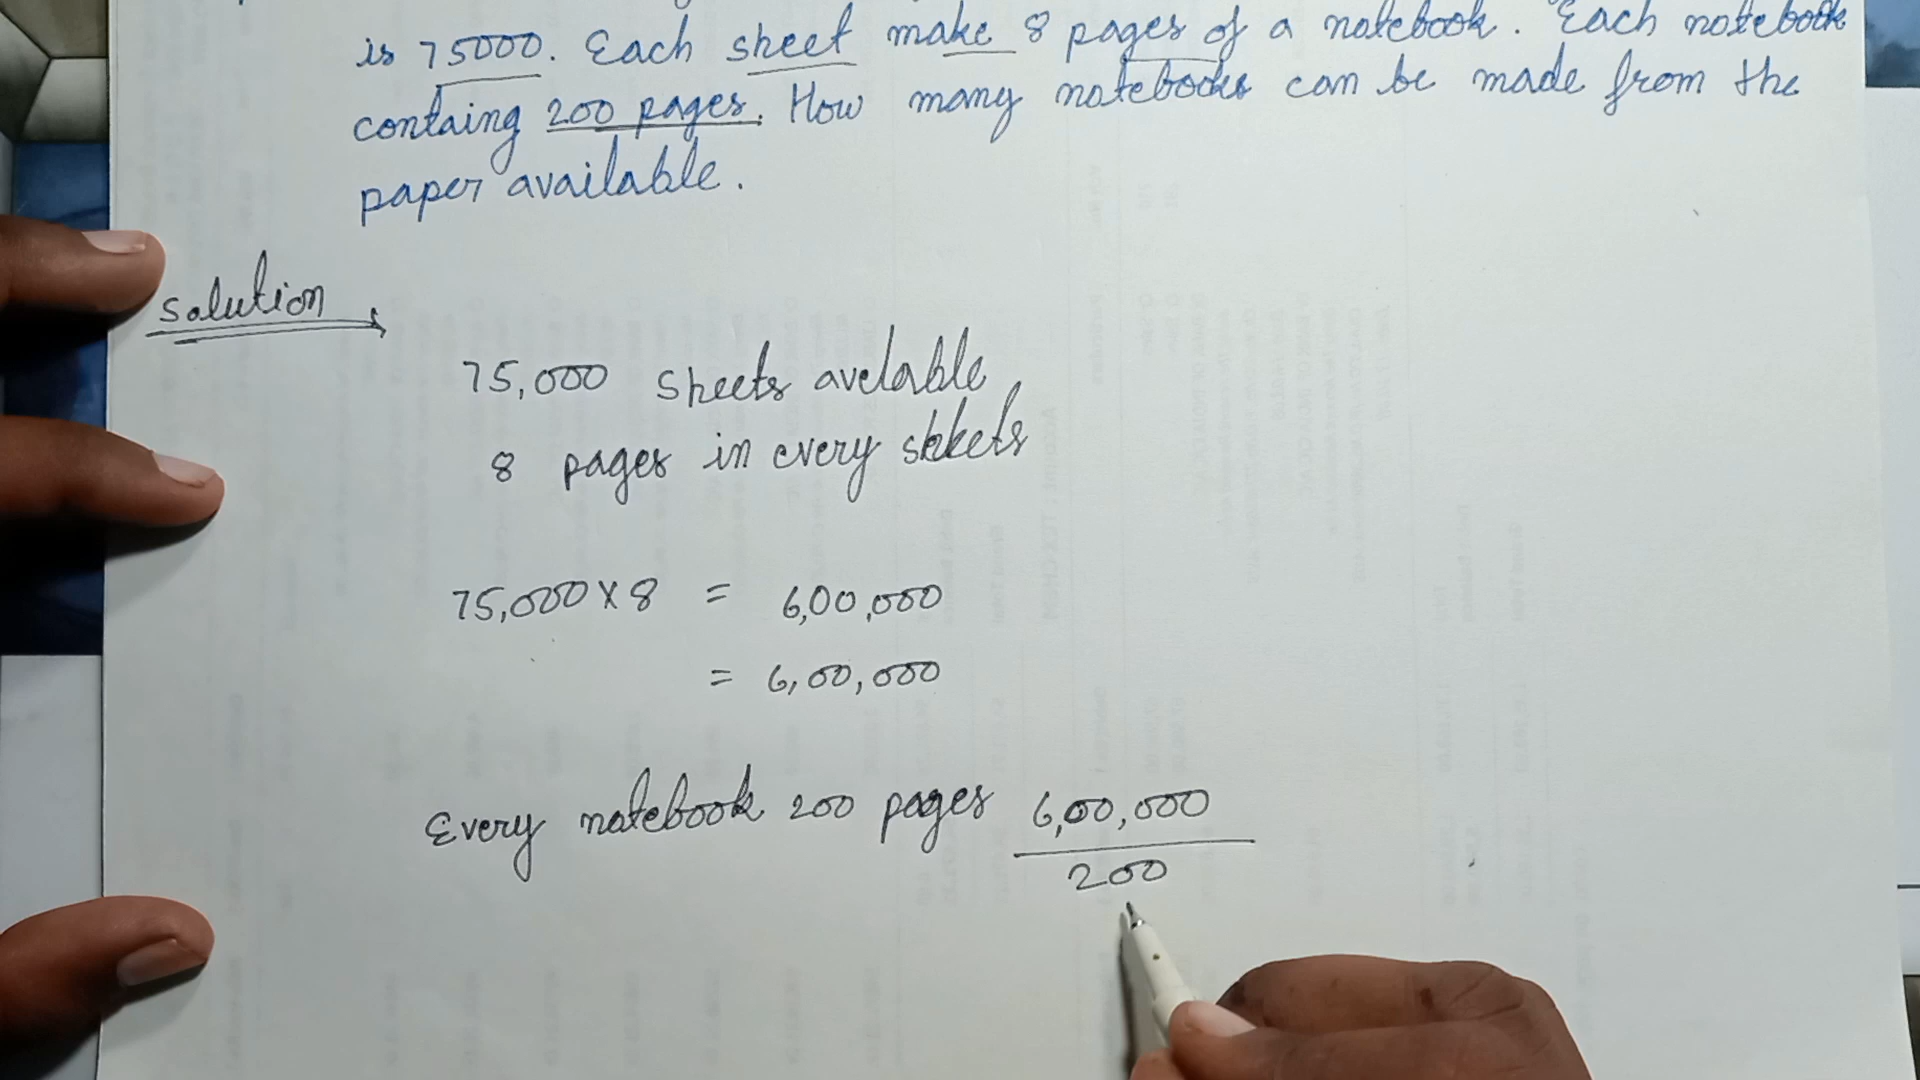 is 75000. Each sheet make 8 pages of a notebook. Each notebook
containg 200 pages. How many notebooks can be made from the
paper available.
Solution
75,000 Sheets avelable
8 pages in every sheets
75,000 × 8 = 6,00,000
= 6,00,000
Every notebook 200 pages 6,00,000
200